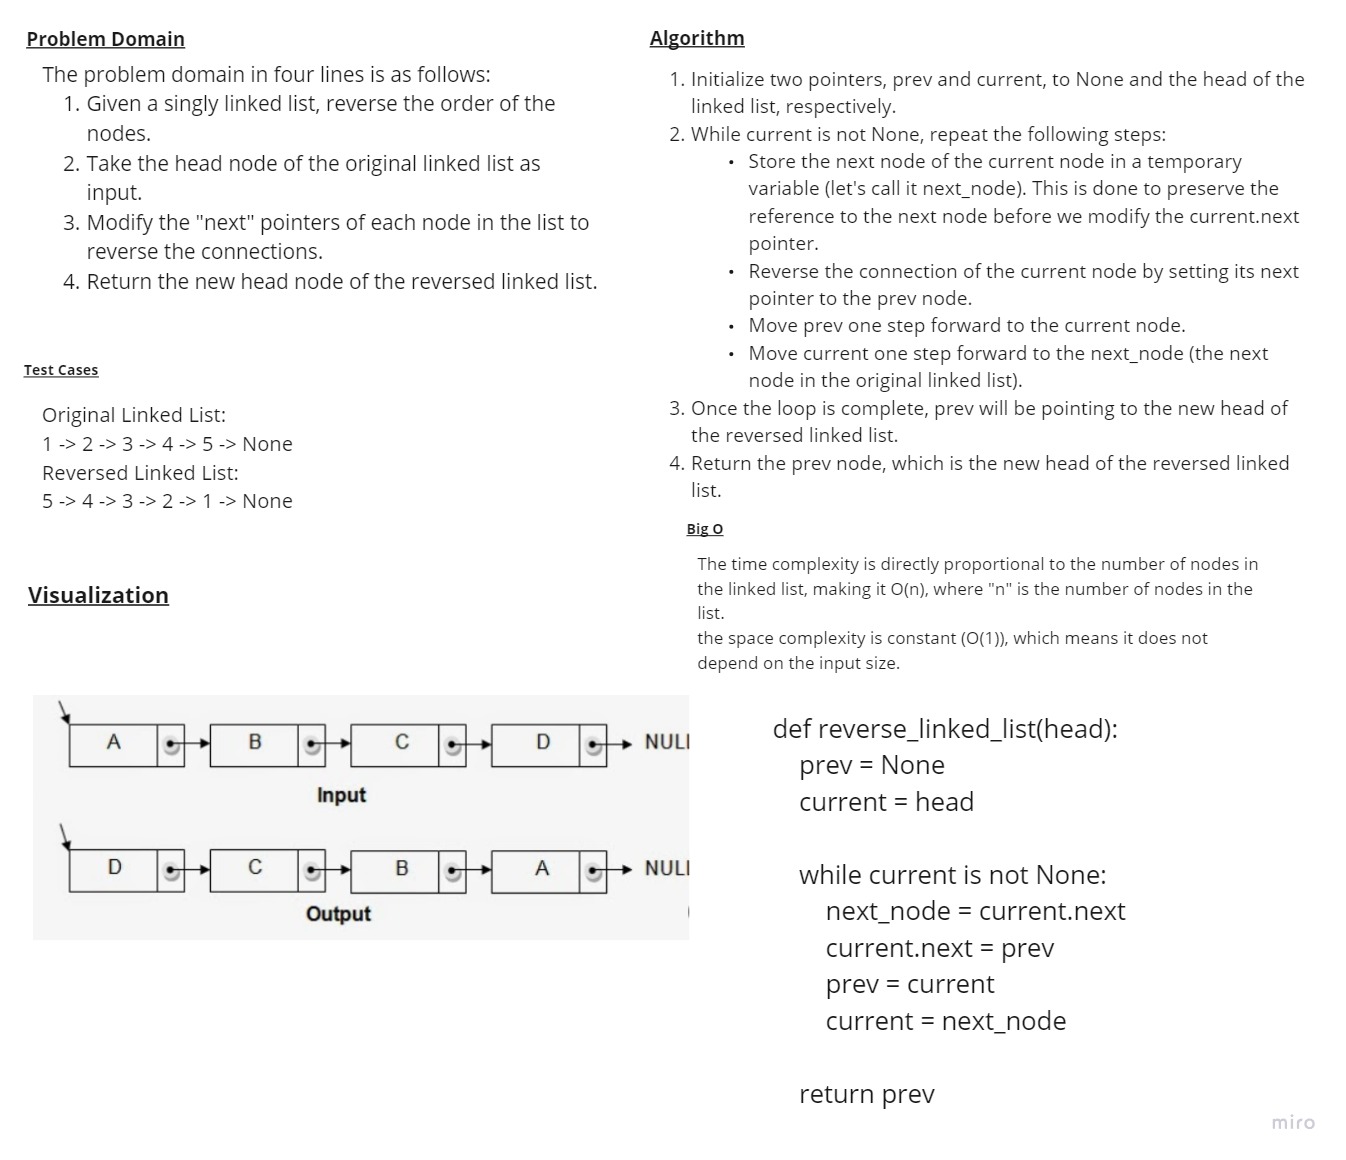 Problem Domain
The problem domain in four lines is as follows:
1. Given a singly linked list, reverse the order of the
nodes.
2. Take the head node of the original linked list as
input.
3. Modify the "next" pointers of each node in the list to
reverse the connections.
4. Return the new head node of the reversed linked list.
Test Cases
Original Linked List:
1 -> 2 -> 3 -> 4 -> 5 -> None
Reversed Linked List:
5 -> 4 -> 3 -> 2 -> 1 -> None
Visualization
A B C D NULL
Input
D C B A NULL
Output
Algorithm
1. Initialize two pointers, prev and current, to None and the head of the
linked list, respectively.
2. While current is not None, repeat the following steps:
• Store the next node of the current node in a temporary
variable (let's call it next_node). This is done to preserve the
reference to the next node before we modify the current.next
pointer.
• Reverse the connection of the current node by setting its next
pointer to the prev node.
• Move prev one step forward to the current node.
• Move current one step forward to the next_node (the next
node in the original linked list).
3. Once the loop is complete, prev will be pointing to the new head of
the reversed linked list.
4. Return the prev node, which is the new head of the reversed linked
list.
Big O
The time complexity is directly proportional to the number of nodes in
the linked list, making it O(n), where "n" is the number of nodes in the
list.
the space complexity is constant (O(1)), which means it does not
depend on the input size.
def reverse_linked_list(head):
prev = None
current = head
while current is not None:
next_node = current.next
current.next = prev
prev = current
current = next_node
return prev
miro